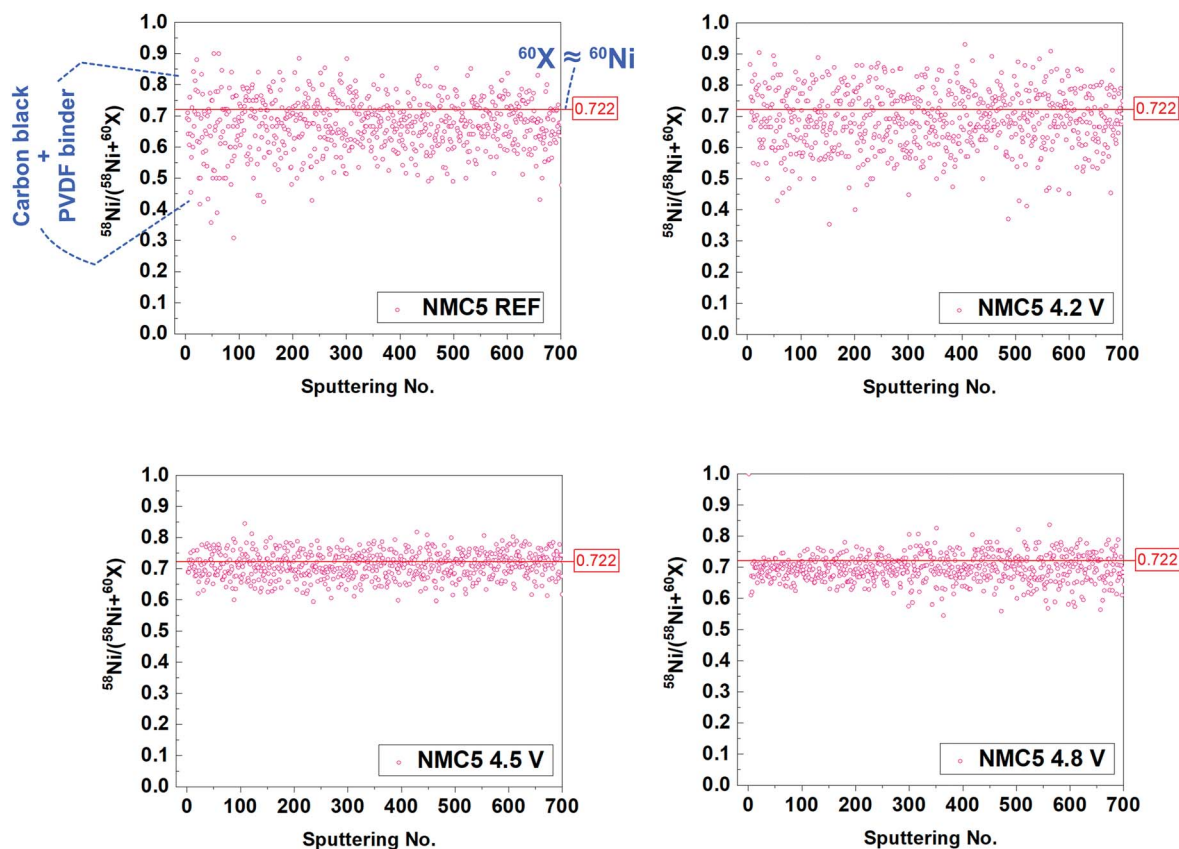 1.0
0.9
0.8
0.7
0.6
0.5
0.4
0.3
0.2
0.1
0.0
⁵⁸Ni/(⁵⁸Ni+⁶⁰X)
Carbon black
+
PVDF binder
⁶⁰X ≈ ⁶⁰Ni
0.722
NMC5 REF
0 100 200 300 400 500 600 700
Sputtering No.
1.0
0.9
0.8
0.7
0.6
0.5
0.4
0.3
0.2
0.1
0.0
⁵⁸Ni/(⁵⁸Ni+⁶⁰X)
0.722
NMC5 4.2 V
0 100 200 300 400 500 600 700
Sputtering No.
1.0
0.9
0.8
0.7
0.6
0.5
0.4
0.3
0.2
0.1
0.0
⁵⁸Ni/(⁵⁸Ni+⁶⁰X)
0.722
NMC5 4.5 V
0 100 200 300 400 500 600 700
Sputtering No.
1.0
0.9
0.8
0.7
0.6
0.5
0.4
0.3
0.2
0.1
0.0
⁵⁸Ni/(⁵⁸Ni+⁶⁰X)
0.722
NMC5 4.8 V
0 100 200 300 400 500 600 700
Sputtering No.